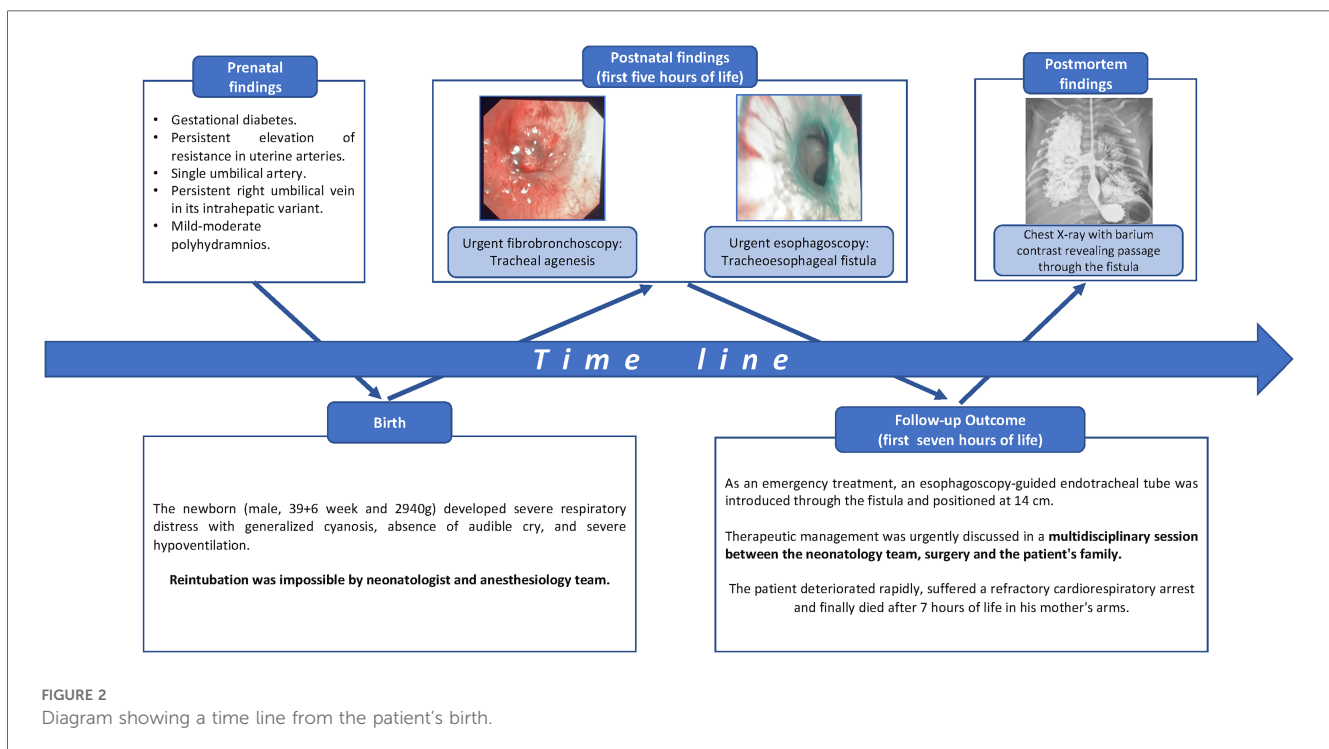 Prenatal
findings
• Gestational diabetes.
• Persistent elevation of
resistance in uterine arteries.
• Single umbilical artery.
• Persistent right umbilical vein
in its intrahepatic variant.
• Mild-moderate
polyhydramnios.
Postnatal findings
(first five hours of life)
Urgent fibrobronchoscopy:
Tracheal agenesis
Urgent esophagoscopy:
Tracheoesophageal fistula
Postmortem
findings
Chest X-ray with barium
contrast revealing passage
through the fistula
Time line
Birth
The newborn (male, 39+6 week and 2940g) developed severe respiratory
distress with generalized cyanosis, absence of audible cry, and severe
hypoventilation.
Reintubation was impossible by neonatologist and anesthesiology team.
Follow-up Outcome
(first seven hours of life)
As an emergency treatment, an esophagoscopy-guided endotracheal tube was
introduced through the fistula and positioned at 14 cm.
Therapeutic management was urgently discussed in a multidisciplinary session
between the neonatology team, surgery and the patient's family.
The patient deteriorated rapidly, suffered a refractory cardiorespiratory arrest
and finally died after 7 hours of life in his mother's arms.
FIGURE 2
Diagram showing a time line from the patient's birth.